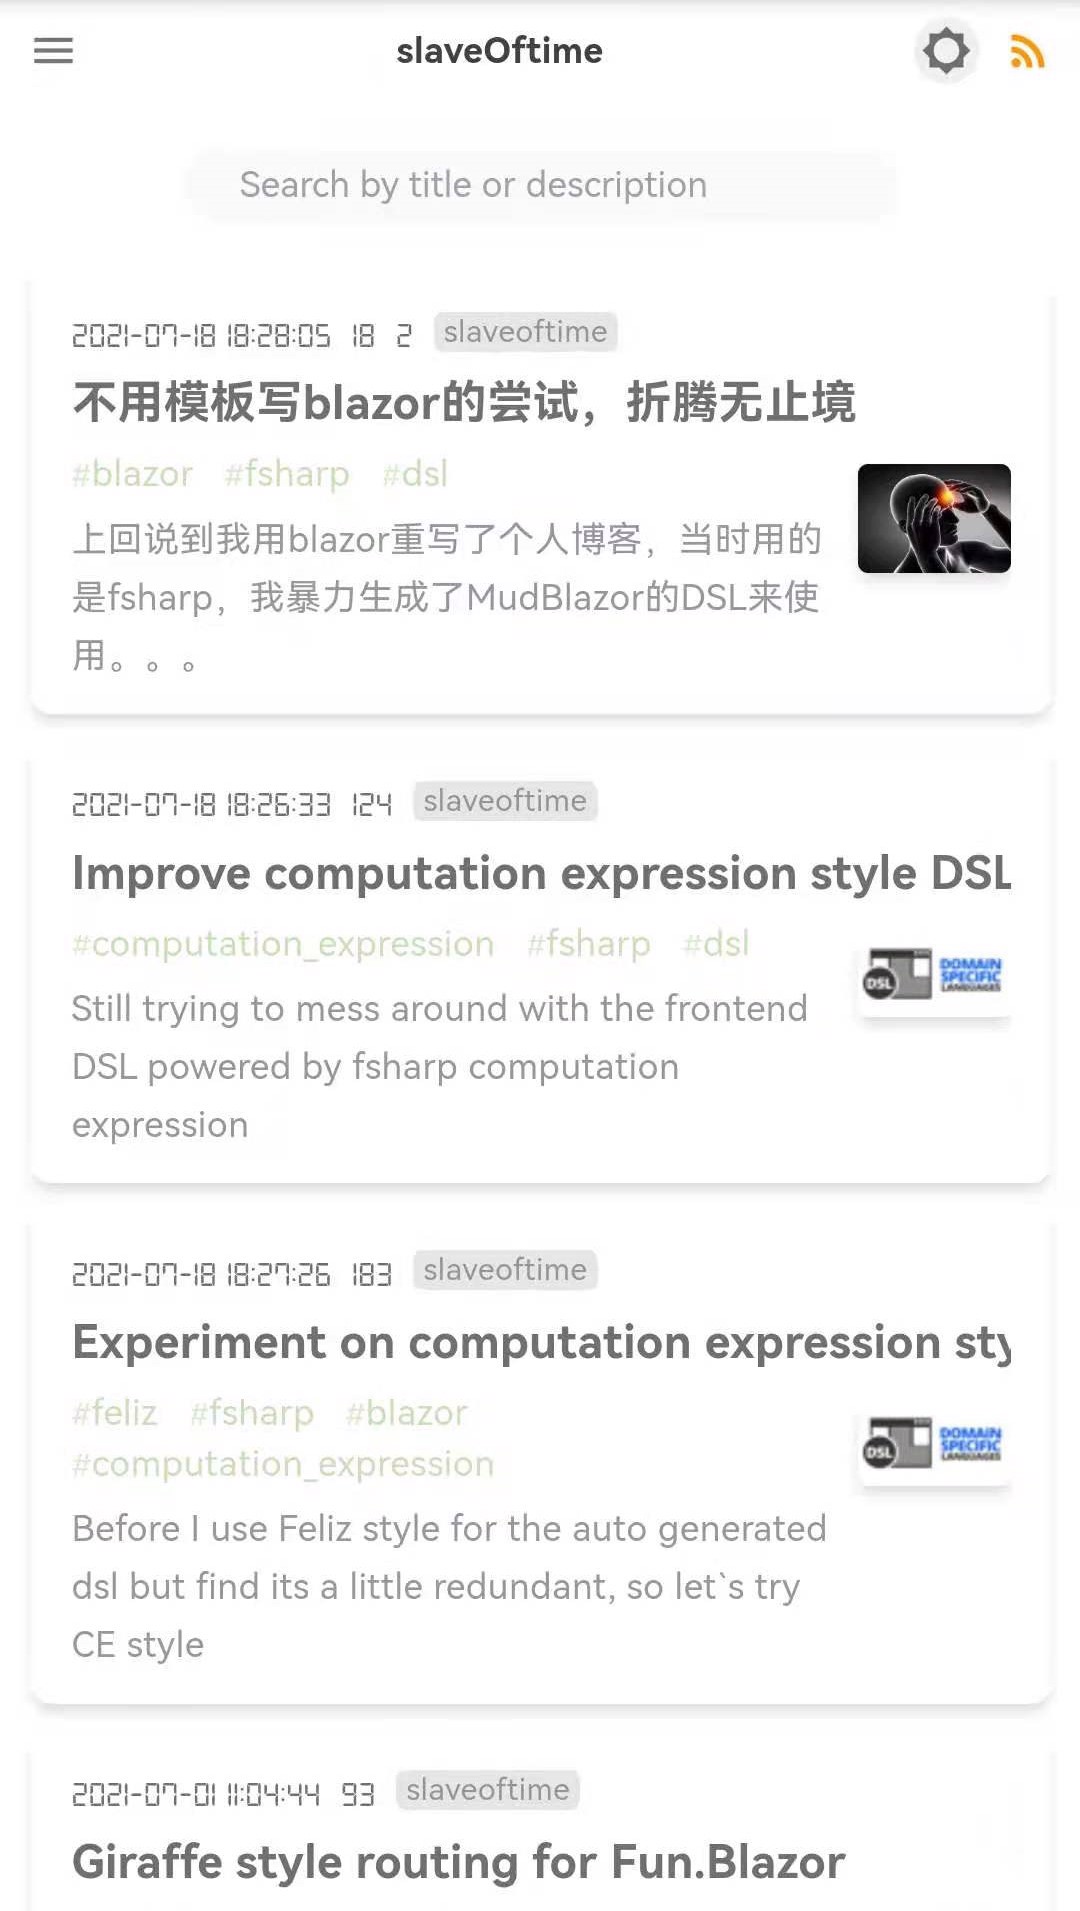 slaveOftime
Search by title or description
2021-07-18 18:28:05 18 2 slaveoftime
不用模板写blazor的尝试，折腾无止境
#blazor #fsharp #dsl
上回说到我用blazor重写了个人博客，当时用的
是fsharp，我暴力生成了MudBlazor的DSL来使
用。。。
2021-07-18 18:26:33 124 slaveoftime
Improve computation expression style DSL
#computation_expression #fsharp #dsl
DSL DOMAIN
SPECIFIC
LANGUAGES
Still trying to mess around with the frontend
DSL powered by fsharp computation
expression
2021-07-18 18:27:26 183 slaveoftime
Experiment on computation expression sty
#feliz #fsharp #blazor
#computation_expression
DSL DOMAIN
SPECIFIC
LANGUAGES
Before I use Feliz style for the auto generated
dsl but find its a little redundant, so let`s try
CE style
2021-07-01 11:04:44 93 slaveoftime
Giraffe style routing for Fun.Blazor